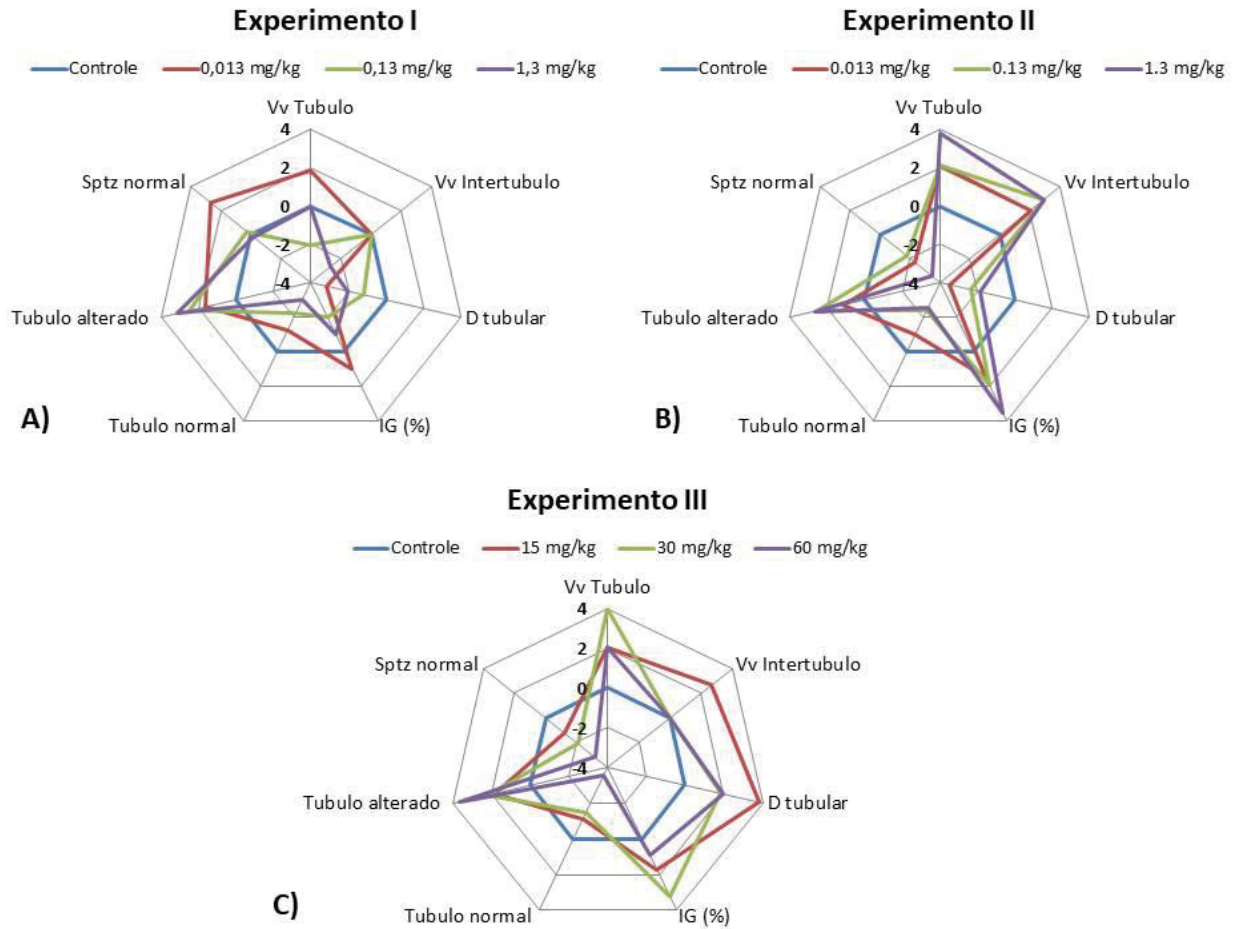 Experimento I
Controle 0,013 mg/kg 0,13 mg/kg 1,3 mg/kg
Vv Tubulo
4
2
0
-2
-4
Sptz normal
Vv Intertubulo
Tubulo alterado
D tubular
Tubulo normal
IG (%)
A)
Experimento II
Controle 0.013 mg/kg 0.13 mg/kg 1.3 mg/kg
Vv Tubulo
4
2
0
-2
-4
Sptz normal
Vv Intertubulo
Tubulo alterado
D tubular
Tubulo normal
IG (%)
B)
Experimento III
Controle 15 mg/kg 30 mg/kg 60 mg/kg
Vv Tubulo
4
2
0
-2
-4
Sptz normal
Vv Intertubulo
Tubulo alterado
D tubular
Tubulo normal
IG (%)
C)